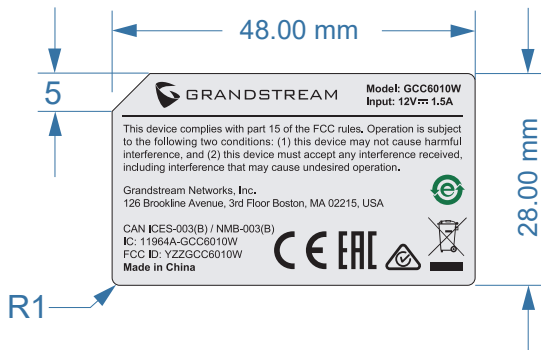 48.00 mm
5
GRANDSTREAM
Model: GCC6010W
Input: 12V⎓ 1.5A
This device complies with part 15 of the FCC rules. Operation is subject
to the following two conditions: (1) this device may not cause harmful
interference, and (2) this device must accept any interference received,
including interference that may cause undesired operation.
Grandstream Networks, Inc.
126 Brookline Avenue, 3rd Floor Boston, MA 02215, USA
e
28.00 mm
CAN ICES-003(B) / NMB-003(B)
IC: 11964A-GCC6010W
FCC ID: YZZGCC6010W
Made in China
CE EAC
R1